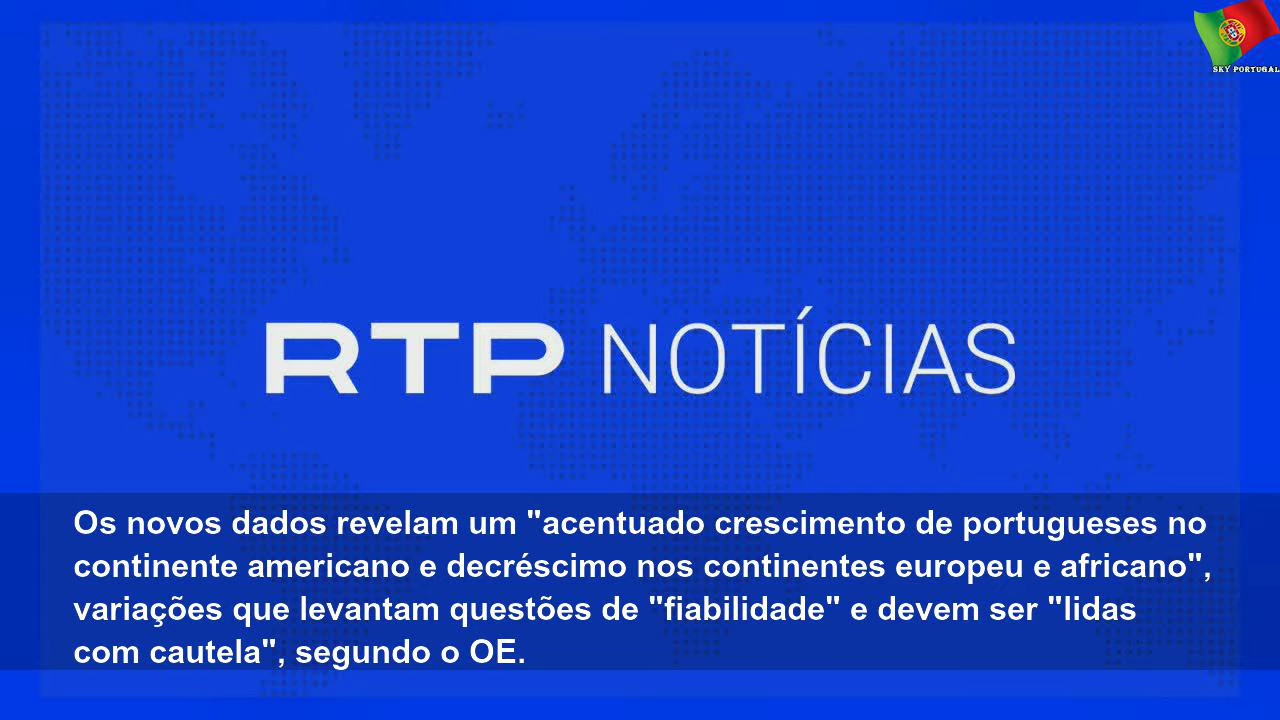 SKY PORTUGAL
RTP NOTÍCIAS
Os novos dados revelam um "acentuado crescimento de portugueses no
continente americano e decréscimo nos continentes europeu e africano",
variações que levantam questões de "fiabilidade" e devem ser "lidas
com cautela", segundo o OE.